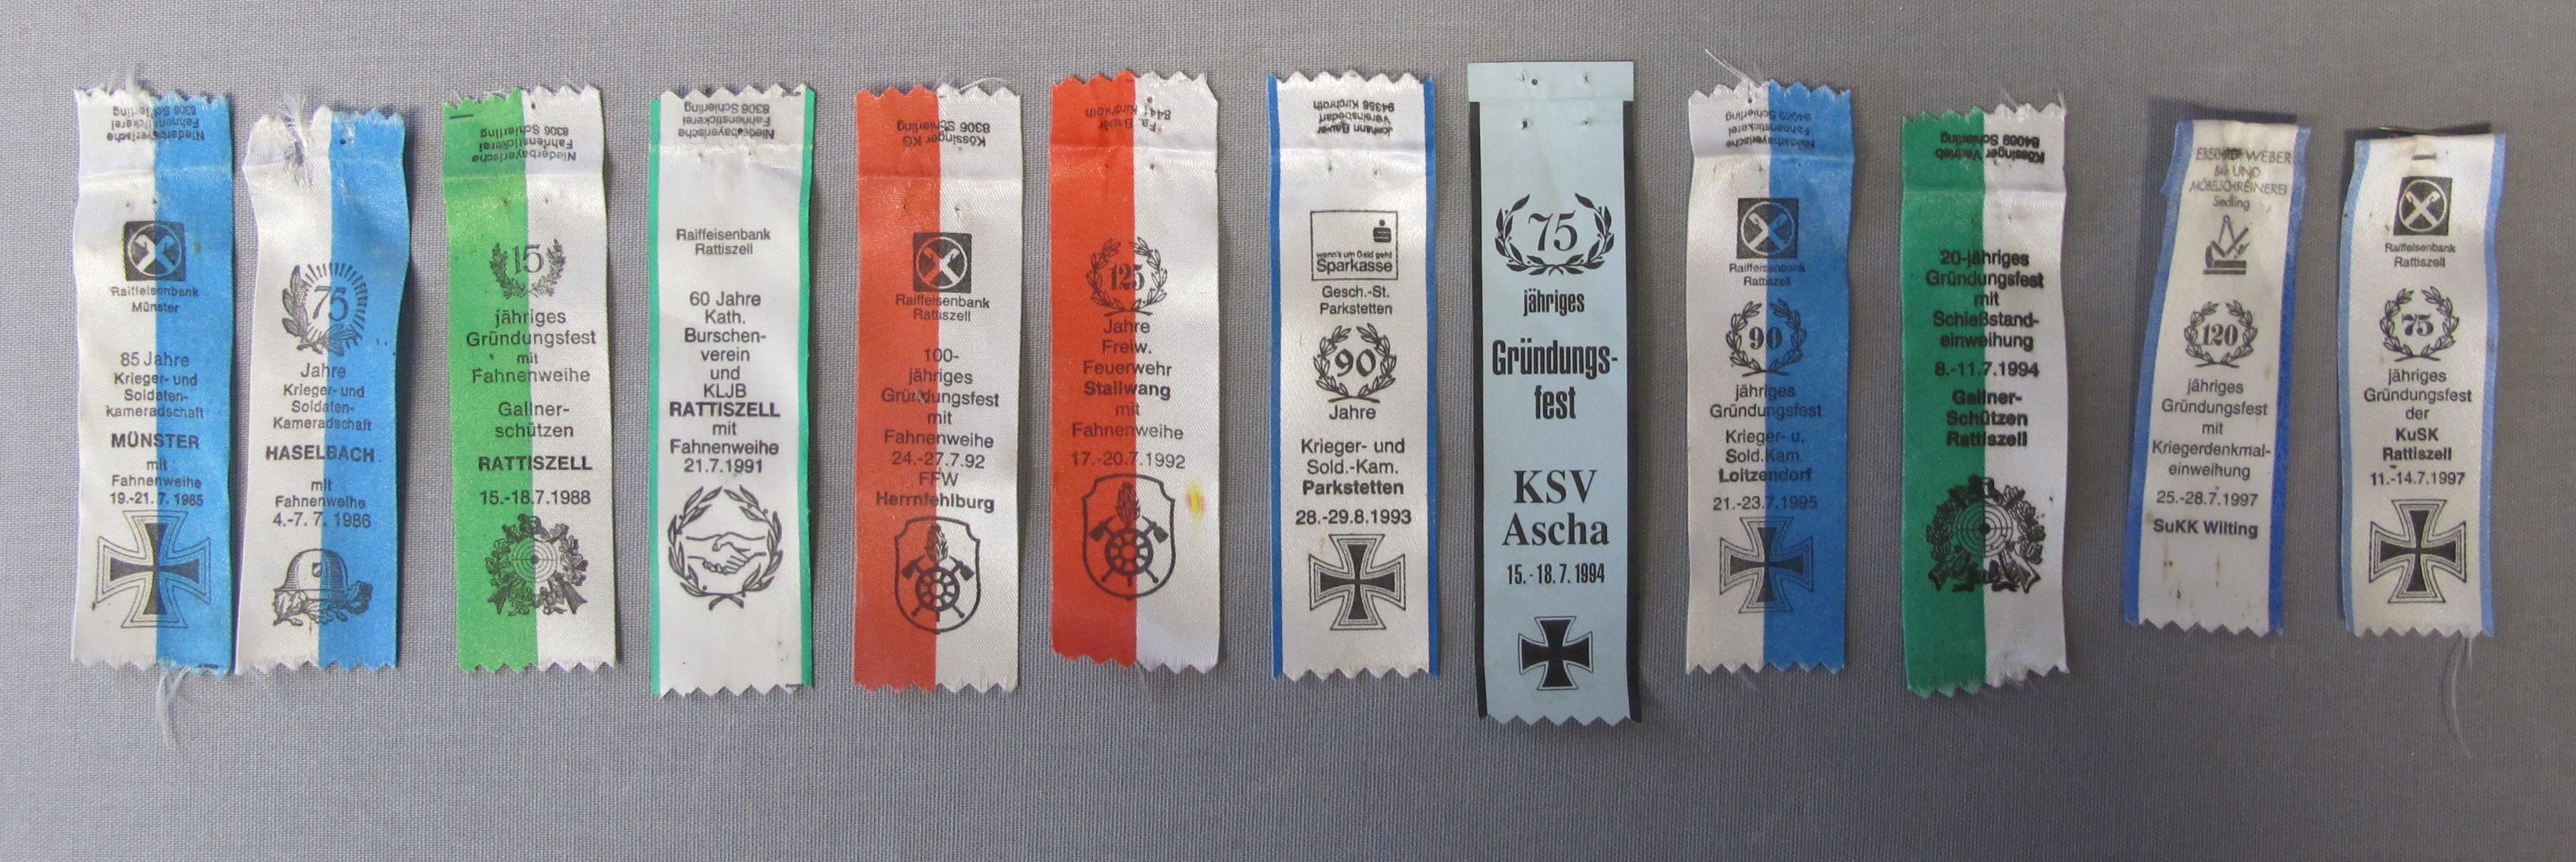 Niederbayerische
Fahnenstickerei
8306 Schierling
Raiffeisenbank
Münster
85 Jahre
Krieger- und
Soldaten-
kameradschaft
MÜNSTER
mit
Fahnenweihe
19.-21.7.1985
75
Jahre
Krieger- und
Soldaten-
Kameradschaft
HASELBACH
mit
Fahnenweihe
4.-7.7.1986
Niederbayerische
Fahnenstickerei
8306 Schierling
15
jähriges
Gründungsfest
mit
Fahnenweihe
Gallner-
schützen
RATTISZELL
15.-18.7.1988
Niederbayerische
Fahnenstickerei
8306 Schierling
Raiffeisenbank
Rattiszell
60 Jahre
Kath.
Burschen-
verein
und
KLJB
RATTISZELL
mit
Fahnenweihe
21.7.1991
Kössinger KG
8306 Schierling
Raiffeisenbank
Rattiszell
100-
jähriges
Gründungsfest
mit
Fahnenweihe
24.-27.7.92
FFW
Herrnfehlburg
Fa. Bauer
8441 Kirchroth
125
Jahre
Freiw.
Feuerwehr
Stallwang
mit
Fahnenweihe
17.-20.7.1992
Johann Bauer
Vereinsbedarf
94356 Kirchroth
wenn's um Geld geht
Sparkasse
Gesch.-St.
Parkstetten
90
Jahre
Krieger- und
Sold.-Kam.
Parkstetten
28.-29.8.1993
75
jähriges
Gründungs-
fest
KSV
Ascha
15.-18.7.1994
Niederbayerische
Fahnenstickerei
84069 Schierling
Raiffeisenbank
Rattiszell
90
jähriges
Gründungsfest
Krieger- u.
Sold.Kam.
Loitzendorf
21.-23.7.1995
Kössinger Vertrieb
84069 Schierling
20-jähriges
Gründungsfest
mit
Schießstand-
einweihung
8.-11.7.1994
Gallner-
Schützen
Rattiszell
EBERHARD WEBER
BAU UND
MÖBELSCHREINEREI
Siedling
120
jähriges
Gründungsfest
mit
Kriegerdenkmal-
einweihung
25.-28.7.1997
SuKK Wilting
Raiffeisenbank
Rattiszell
75
jähriges
Gründungsfest
der
KuSK
Rattiszell
11.-14.7.1997